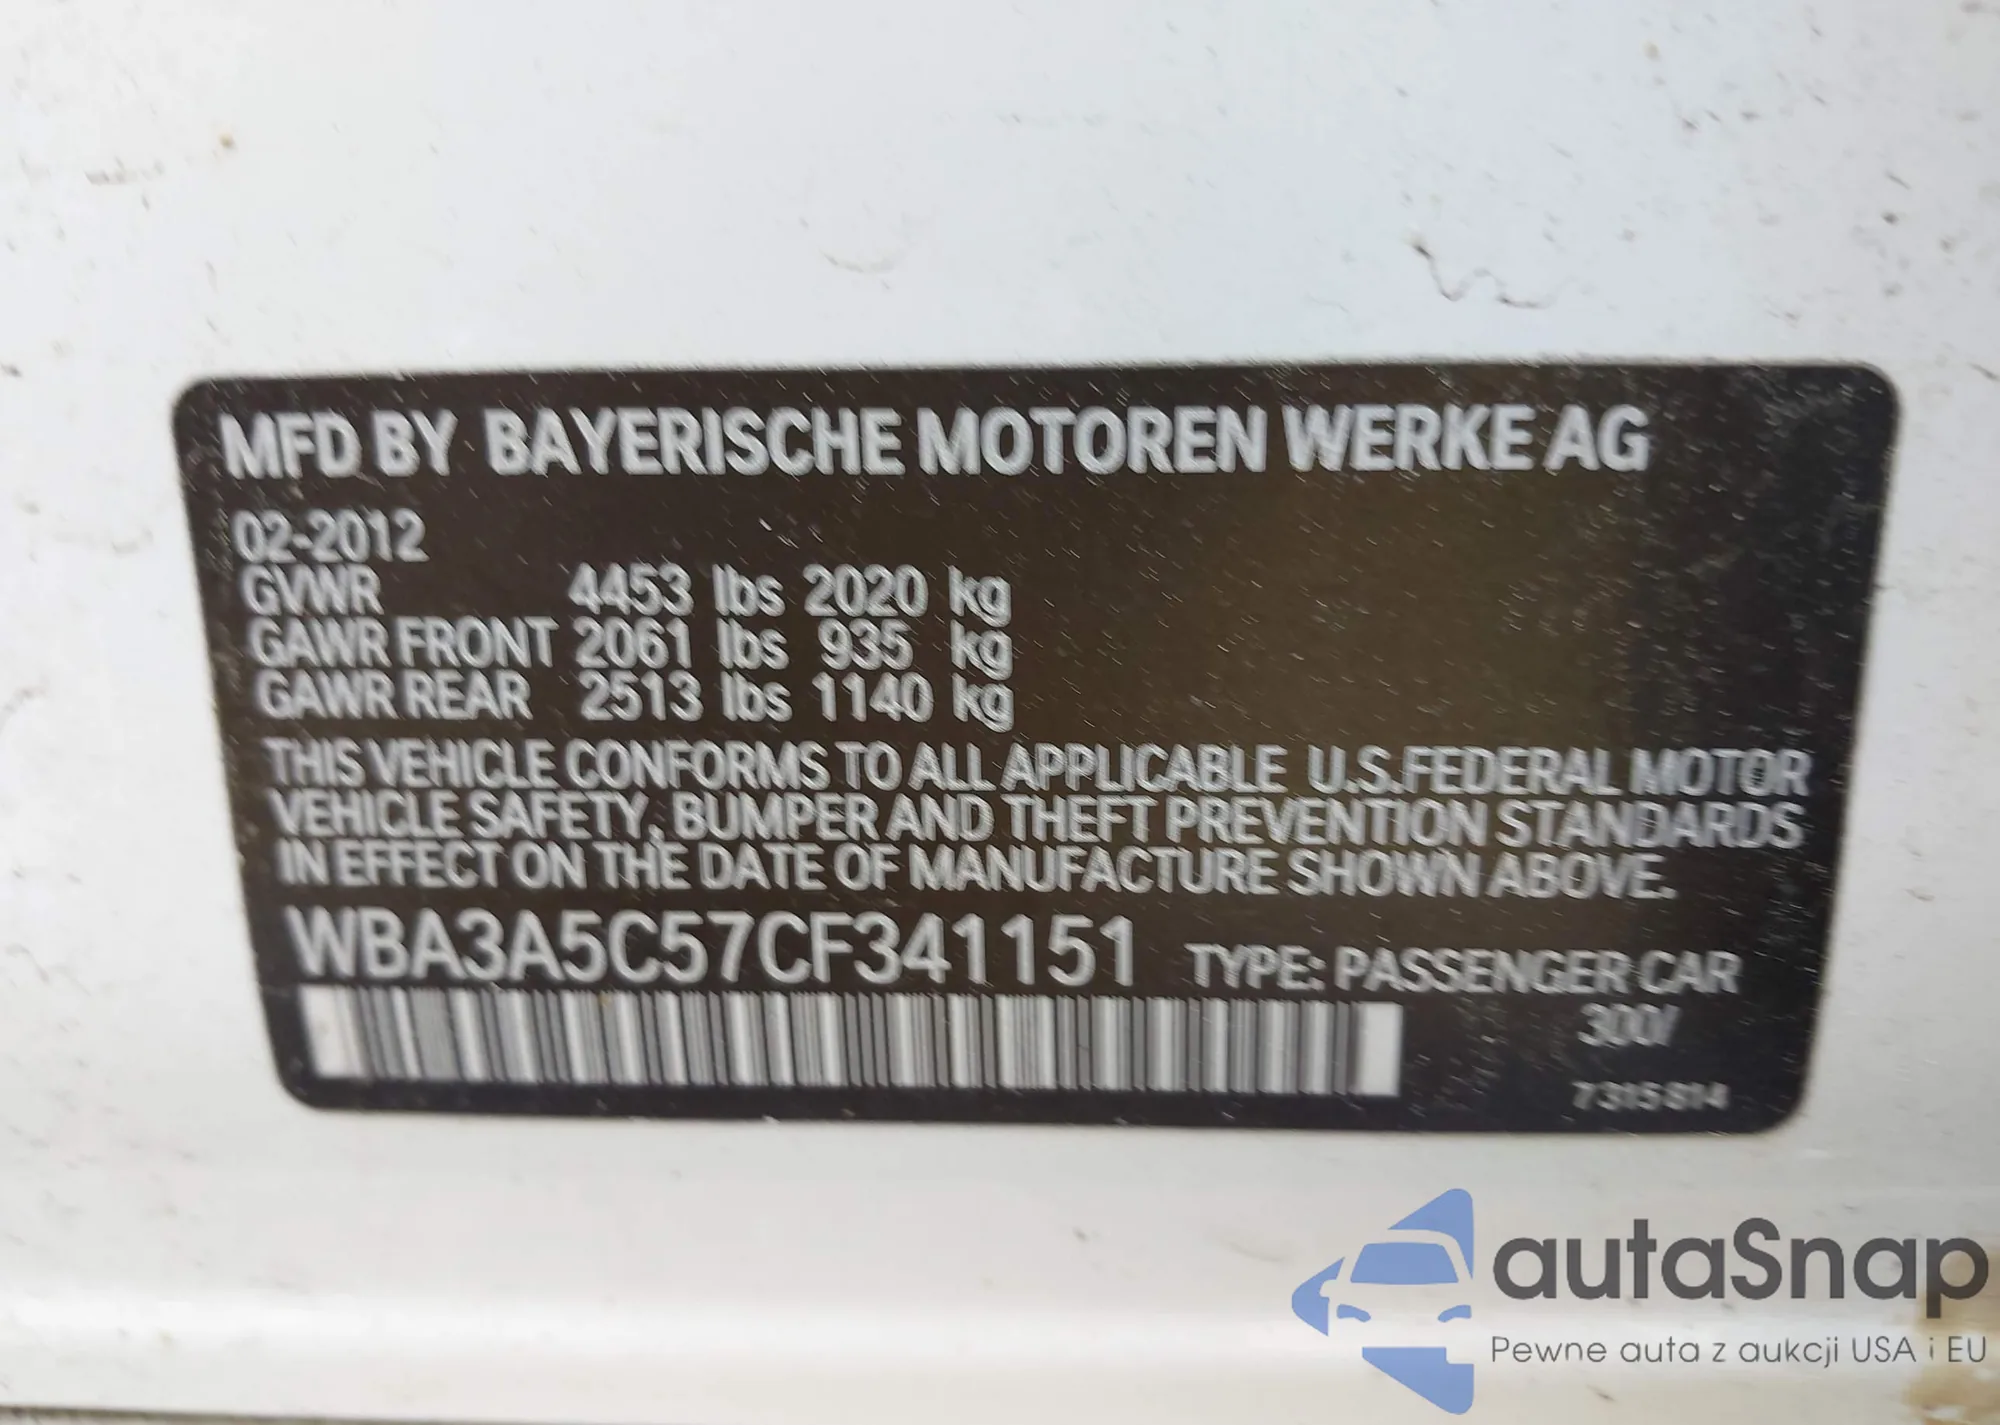 MFD BY BAYERISCHE MOTOREN WERKE AG
02-2012
GVWR 4453 lbs 2020 kg
GAWR FRONT 2061 lbs 935 kg
GAWR REAR 2513 lbs 1140 kg
THIS VEHICLE CONFORMS TO ALL APPLICABLE U.S.FEDERAL MOTOR
VEHICLE SAFETY, BUMPER AND THEFT PREVENTION STANDARDS
IN EFFECT ON THE DATE OF MANUFACTURE SHOWN ABOVE.
WBA3A5C57CF341151 TYPE: PASSENGER CAR
300/
7315814
autaSnap
Pewne auta z aukcji USA i EU